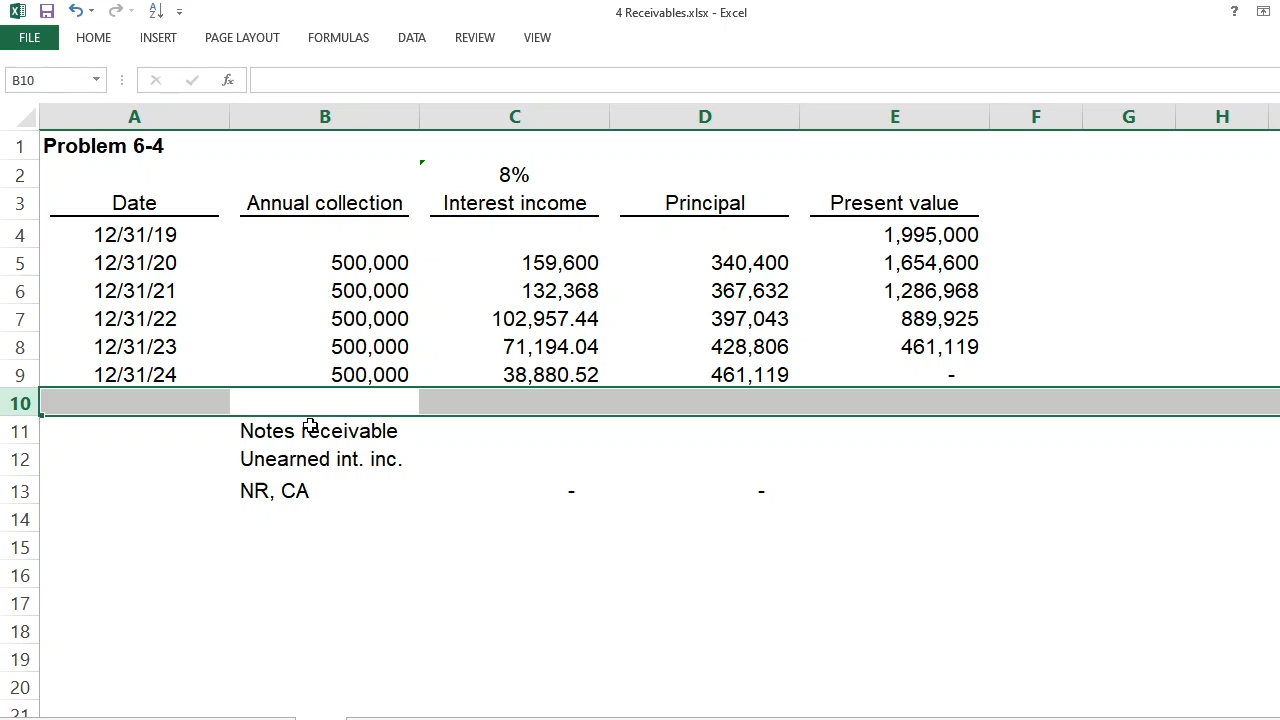 4 Receivables.xlsx - Excel
?
FILE HOME INSERT PAGE LAYOUT FORMULAS DATA REVIEW VIEW
B10 fx
A B C D E F G H
1 Problem 6-4
2 8%
3 Date Annual collection Interest income Principal Present value
4 12/31/19 1,995,000
5 12/31/20 500,000 159,600 340,400 1,654,600
6 12/31/21 500,000 132,368 367,632 1,286,968
7 12/31/22 500,000 102,957.44 397,043 889,925
8 12/31/23 500,000 71,194.04 428,806 461,119
9 12/31/24 500,000 38,880.52 461,119 -
10
11 Notes receivable
12 Unearned int. inc.
13 NR, CA - -
14
15
16
17
18
19
20
21